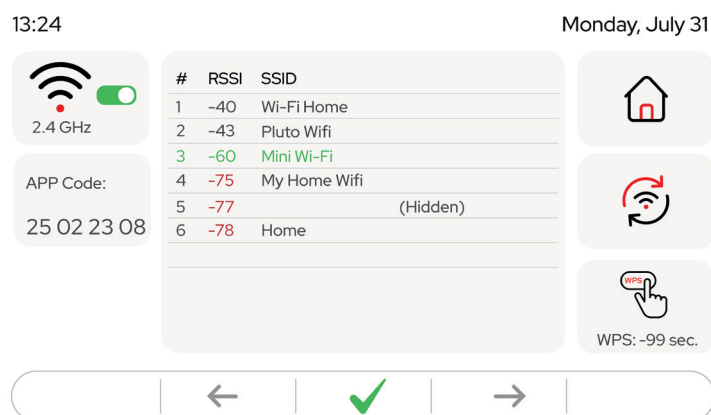 13:24 Monday, July 31
2.4 GHz
APP Code:
25 02 23 08
# RSSI SSID
1 -40 Wi-Fi Home
2 -43 Pluto Wifi
3 -60 Mini Wi-Fi
4 -75 My Home Wifi
5 -77 (Hidden)
6 -78 Home
WPS
WPS: -99 sec.